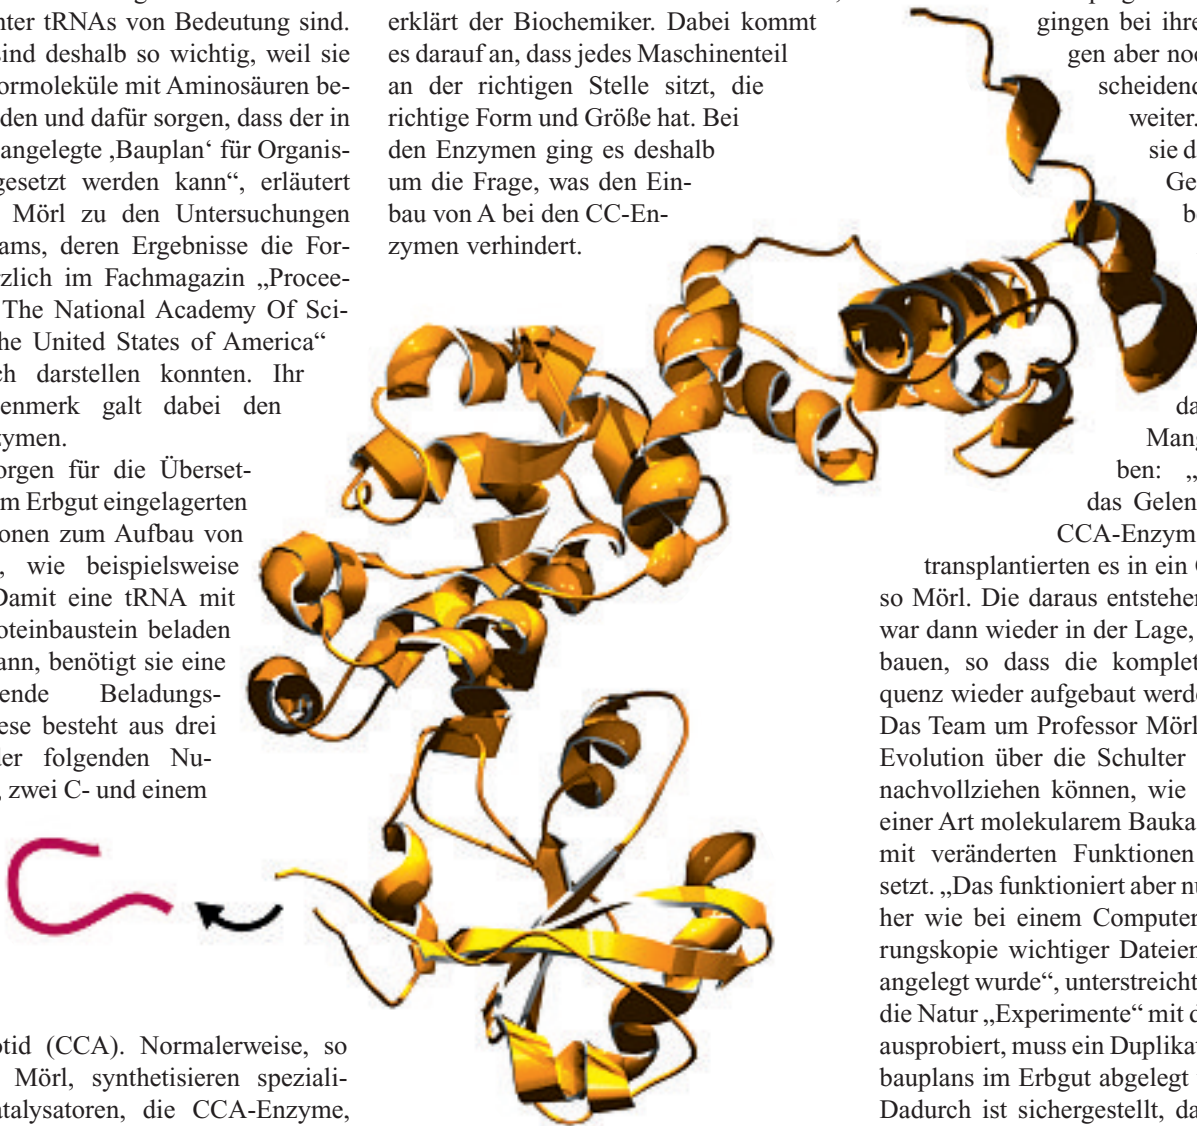 tRNAs von Bedeutung sind.
sind deshalb so wichtig, weil sie
mit Aminosäuren be-
den und dafür sorgen, dass der in
angelegte ‚Bauplan‘ für Organis-
gesetzt werden kann“, erläutert
Mörl zu den Untersuchungen
ams, deren Ergebnisse die For-
zlich im Fachmagazin „Procee-
The National Academy Of Sci-
he United States of America“
ch darstellen konnten. Ihr
enmerk galt dabei den
zymen.
orgen für die Überset-
m Erbgut eingelagerten
onen zum Aufbau von
, wie beispielsweise
Damit eine tRNA mit
oteinbaustein beladen
ann, benötigt sie eine
ende Beladungs-
ese besteht aus drei
der folgenden Nu-
, zwei C- und einem
otid (CCA). Normalerweise, so
Mörl, synthetisieren speziali-
atalysatoren, die CCA-Enzyme,
erklärt der Biochemiker. Dabei kommt
es darauf an, dass jedes Maschinenteil
an der richtigen Stelle sitzt, die
richtige Form und Größe hat. Bei
den Enzymen ging es deshalb
um die Frage, was den Ein-
bau von A bei den CC-En-
zymen verhindert.
gingen bei ihre
gen aber noc
scheidend
weiter.
sie d
Ge
b
da
Mang
ben: „
das Gelen
CCA-Enzym
transplantierten es in ein
so Mörl. Die daraus entstehen
war dann wieder in der Lage,
bauen, so dass die komplet
quenz wieder aufgebaut werde
Das Team um Professor Mörl
Evolution über die Schulter
nachvollziehen können, wie
einer Art molekularem Bauka
mit veränderten Funktionen
setzt. „Das funktioniert aber nu
her wie bei einem Computer
rungskopie wichtiger Dateien
angelegt wurde“, unterstreicht
die Natur „Experimente“ mit d
ausprobiert, muss ein Duplikat
bauplans im Erbgut abgelegt
Dadurch ist sichergestellt, da